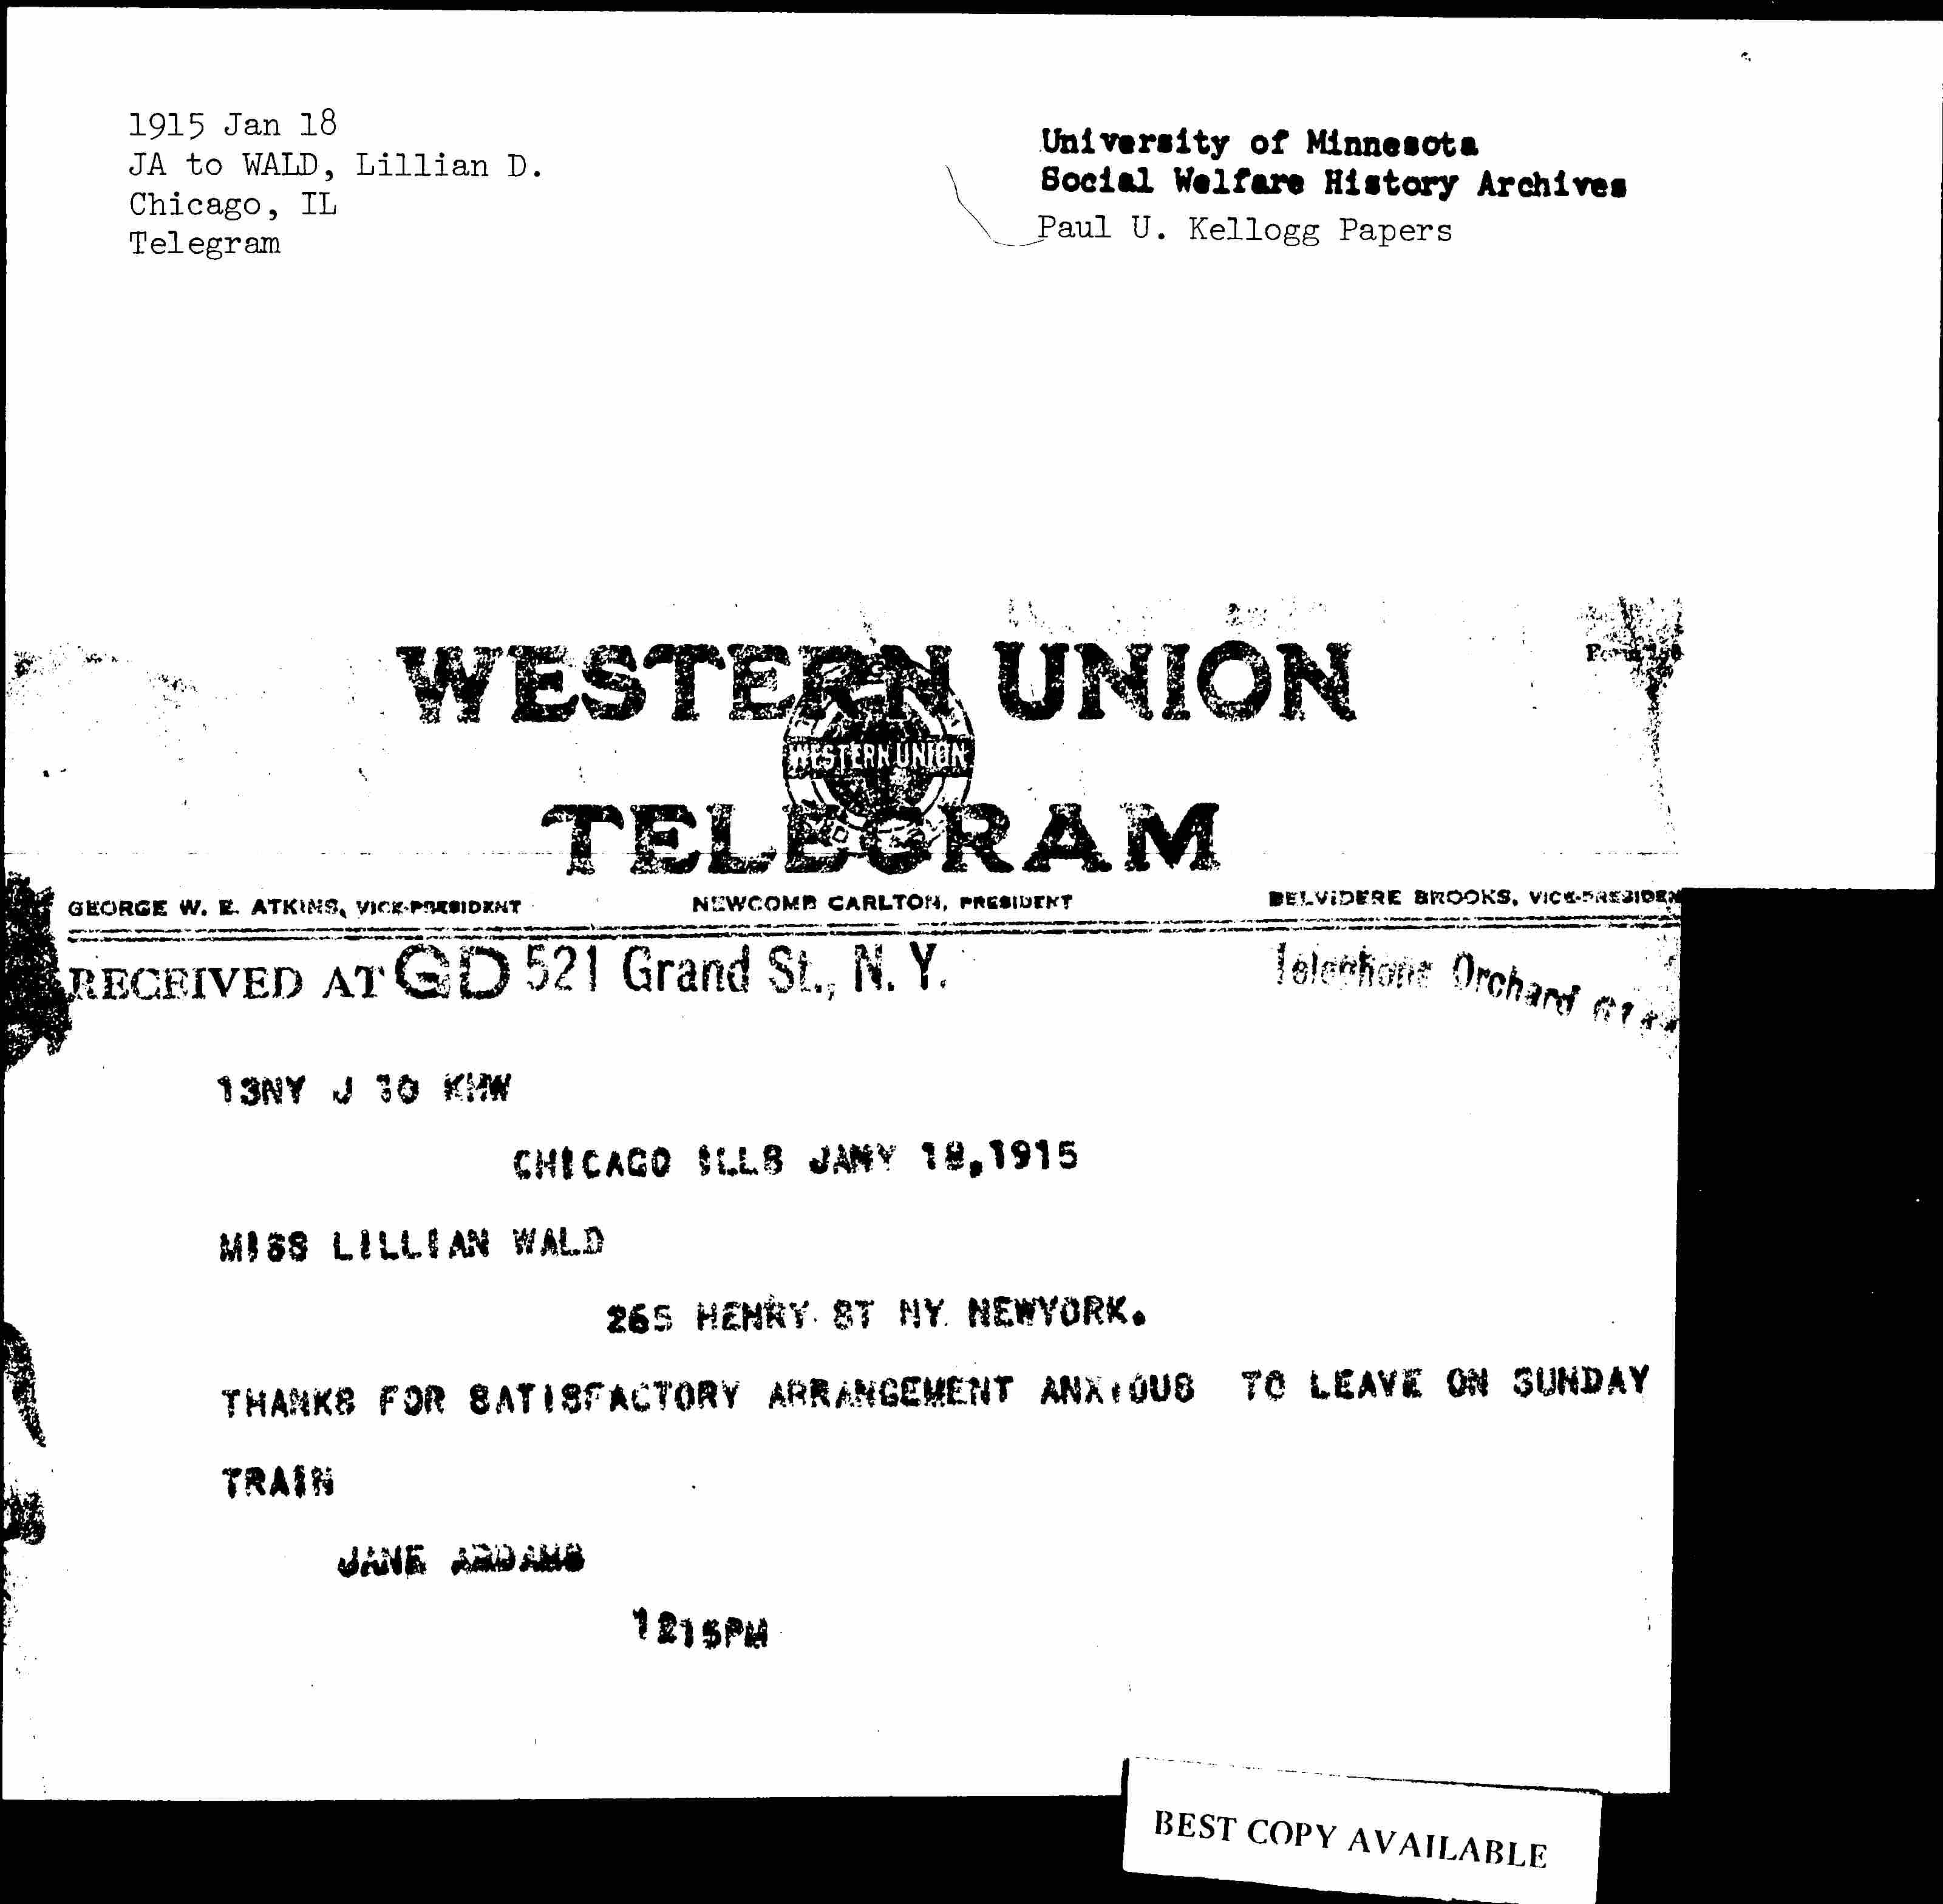 1915 Jan 18
JA to WALD, Lillian D.
Chicago, IL
Telegram
University of Minnesota
Social Welfare History Archives
Paul U. Kellogg Papers
WESTERN UNION
WESTERN UNION
TELEGRAM
GEORGE W. E. ATKINS, VICE-PRESIDENT
NEWCOMB CARLTON, PRESIDENT
BELVIDERE BROOKS, VICE-PRESIDEN
RECEIVED AT GD 521 Grand St., N. Y.
Telephone Orchard
13NY J 10 KHW
CHICAGO ILLS JANY 18,1915
MISS LILLIAN WALD
265 HENRY ST NY NEWYORK.
THANKS FOR SATISFACTORY ARRANGEMENT ANXIOUS TO LEAVE ON SUNDAY
TRAIN
JANE ADDAMS
1215PM
BEST COPY AVAILABLE